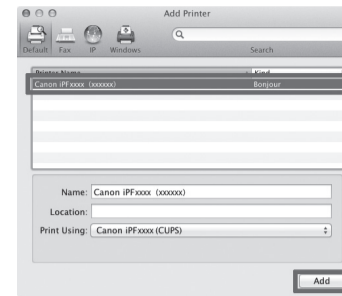 Add Printer
Default Fax IP Windows Search
Printer Name Kind
Canon iPFxxxx (xxxxxx) Bonjour
Name: Canon iPFxxxx (xxxxxx)
Location:
Print Using: Canon iPFxxxx (CUPS)
Add